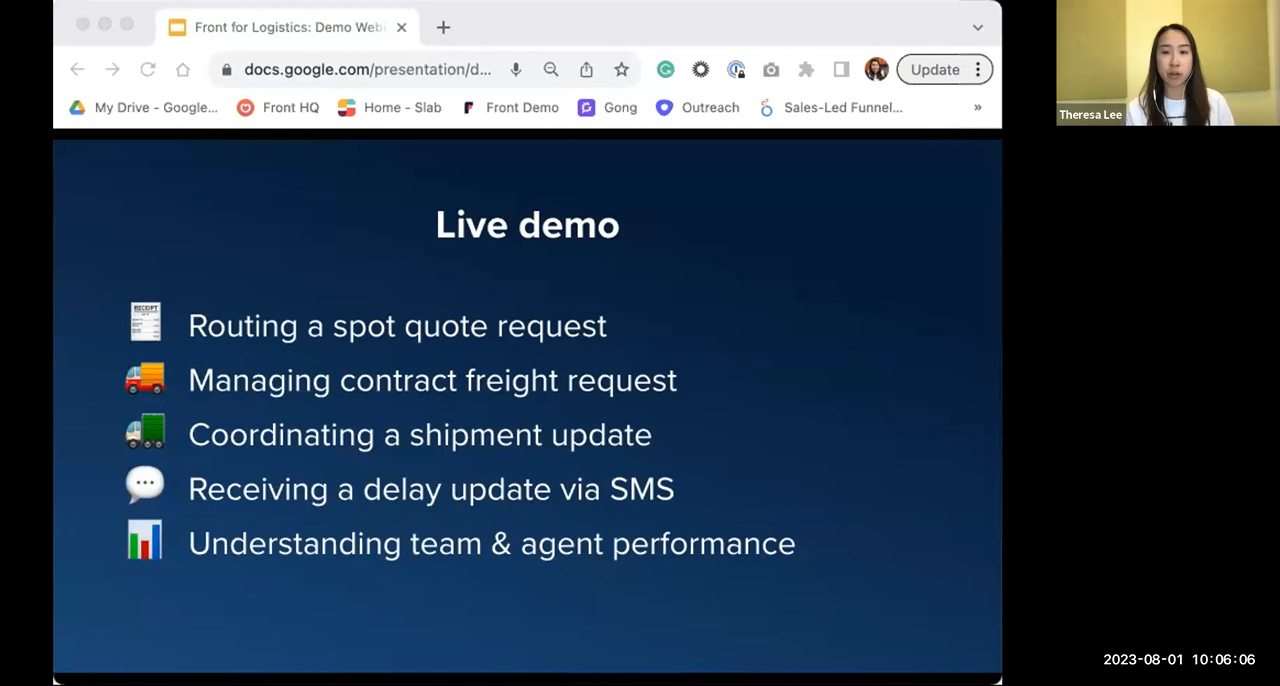 Front for Logistics: Demo Web
docs.google.com/presentation/d...
Update
My Drive - Google...
Front HQ
Home - Slab
Front Demo
Gong
Outreach
Sales-Led Funnel...
»
Theresa Lee
Live demo
RECEIPT
Routing a spot quote request
Managing contract freight request
Coordinating a shipment update
Receiving a delay update via SMS
Understanding team & agent performance
2023-08-01 10:06:06